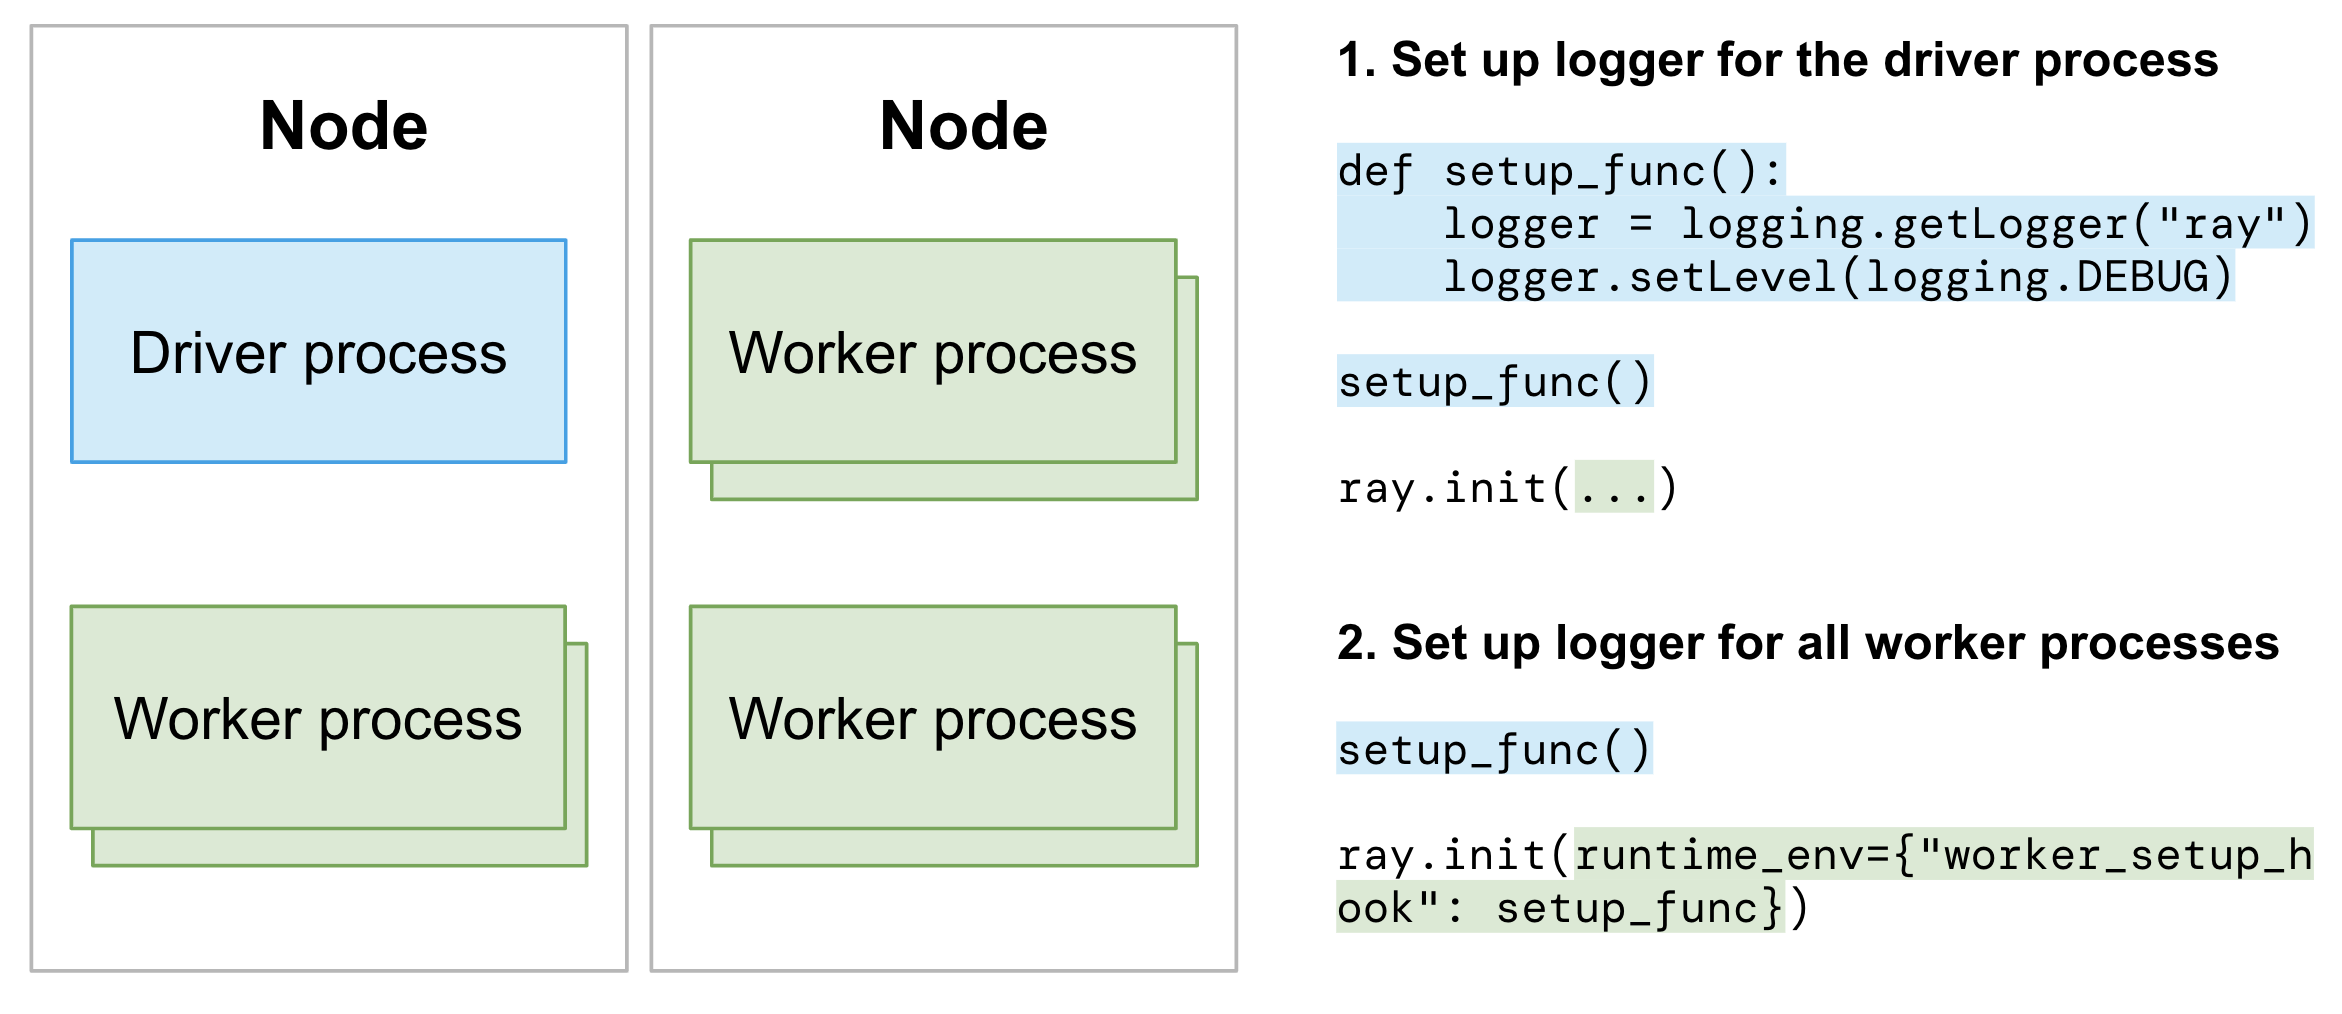 Node
Driver process
Worker process
Node
Worker process
Worker process
1. Set up logger for the driver process
def setup_func():
    logger = logging.getLogger("ray")
    logger.setLevel(logging.DEBUG)
setup_func()
ray.init(...)
2. Set up logger for all worker processes
setup_func()
ray.init(runtime_env={"worker_setup_h
ook": setup_func})